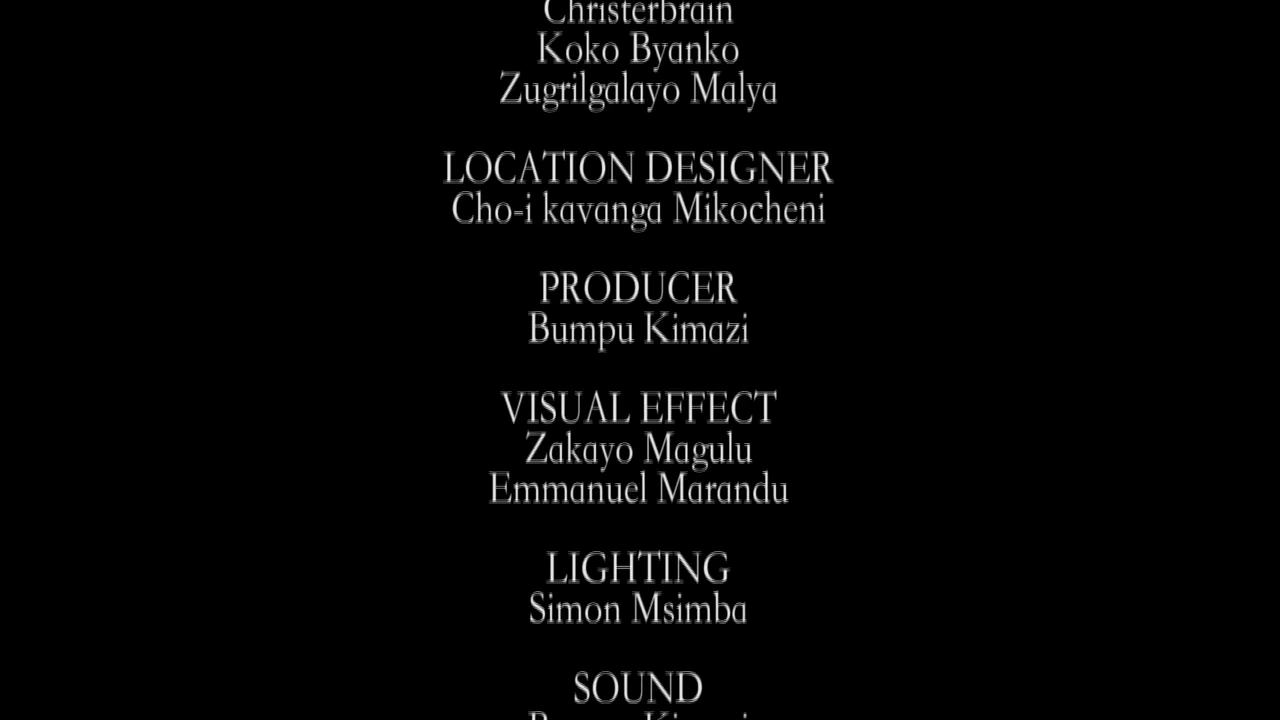 Christerbrain
Koko Byanko
Zugrilgalayo Malya
LOCATION DESIGNER
Cho-i kavanga Mikocheni
PRODUCER
Bumpu Kimazi
VISUAL EFFECT
Zakayo Magulu
Emmanuel Marandu
LIGHTING
Simon Msimba
SOUND